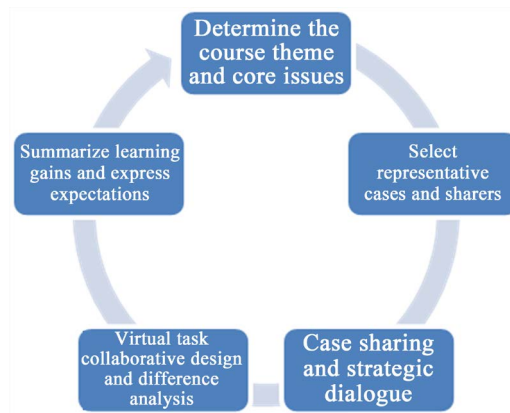 Determine the
course theme
and core issues
Select
representative
cases and sharers
Case sharing
and strategic
dialogue
Virtual task
collaborative design
and difference
analysis
Summarize learning
gains and express
expectations